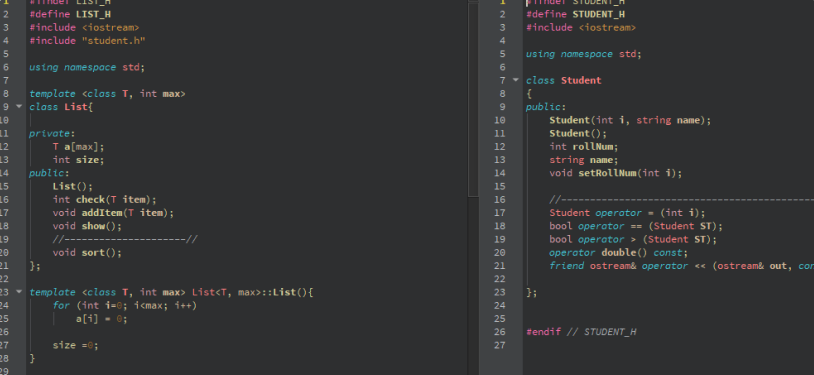 1 #ifndef LIST_H
2 #define LIST_H
3 #include <iostream>
4 #include "student.h"
5
6 using namespace std;
7
8 template <class T, int max>
9 class List{
10
11 private:
12 T a[max];
13 int size;
14 public:
15 List();
16 int check(T item);
17 void addItem(T item);
18 void show();
19 //---------------------//
20 void sort();
21 };
22
23 template <class T, int max> List<T, max>::List(){
24 for (int i=0; i<max; i++)
25 a[i] = 0;
26
27 size =0;
28 }
29
1 #ifndef STUDENT_H
2 #define STUDENT_H
3 #include <iostream>
4
5 using namespace std;
6
7 class Student
8 {
9 public:
10 Student(int i, string name);
11 Student();
12 int rollNum;
13 string name;
14 void setRollNum(int i);
15
16 //--------------------------------------------
17 Student operator = (int i);
18 bool operator == (Student ST);
19 bool operator > (Student ST);
20 operator double() const;
21 friend ostream& operator << (ostream& out, con
22
23 };
24
25
26 #endif // STUDENT_H
27